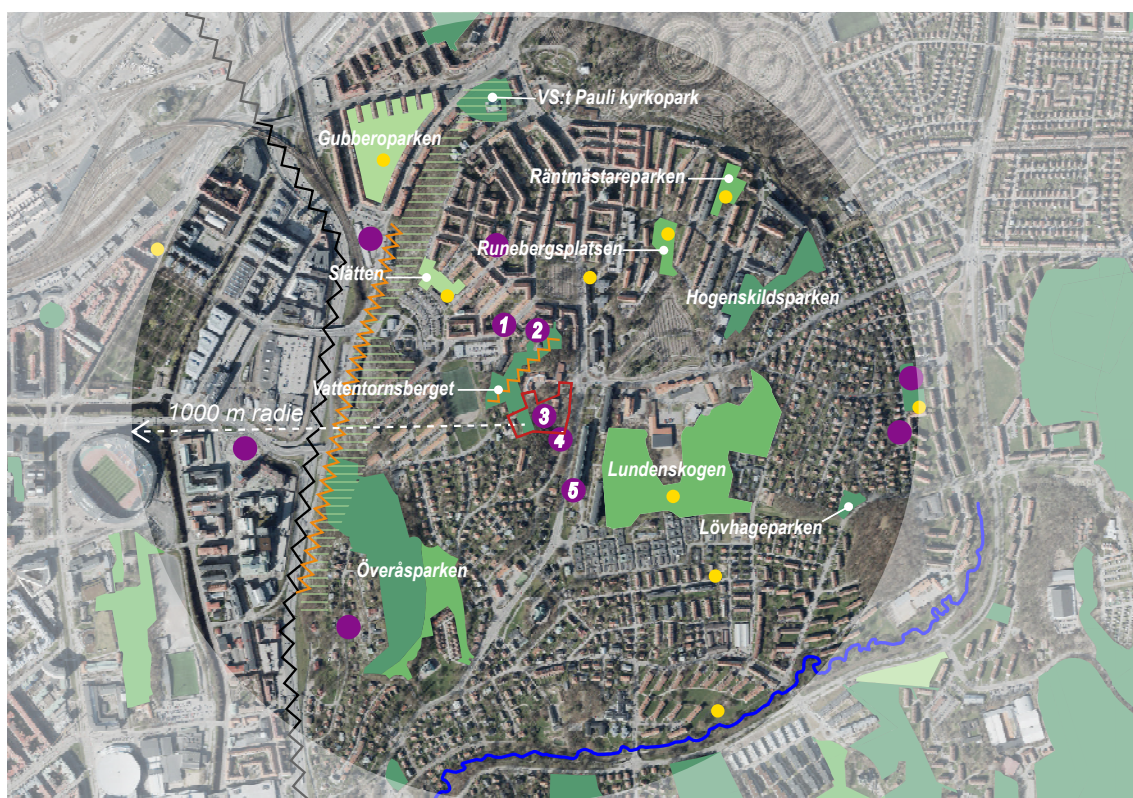 VS:t Pauli kyrkopark
Gubberoparken
Räntmästareparken
Runebergsplatsen
Slätten
Hogenskildsparken
1
2
Vattentornsberget
1000 m radie
3
4
Lundenskogen
5
Lövhageparken
Överåsparken